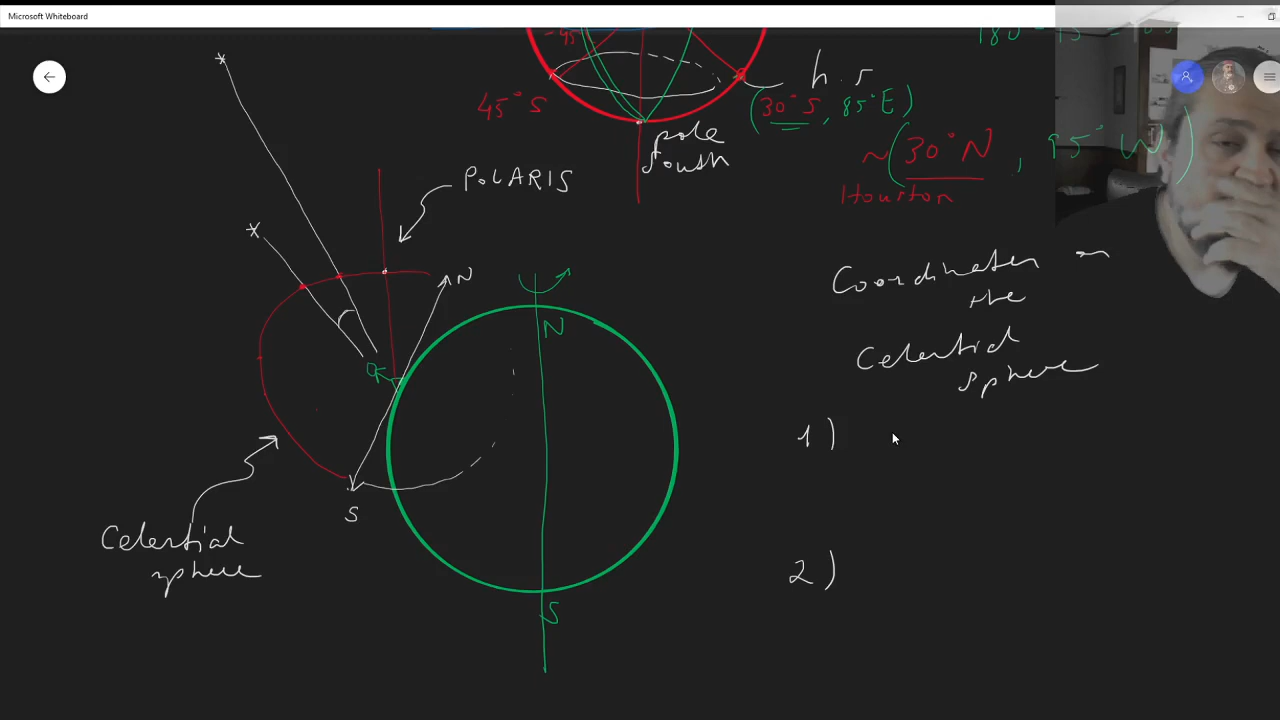 Microsoft Whiteboard
-45°
45° S
h.s
(30° S, 85° E)
pole
South
~(30° N, 95° W)
Houston
POLARIS
N
N
S
S
Celestial
sphere
Coordinates on
the
Celestial
sphere
1)
2)